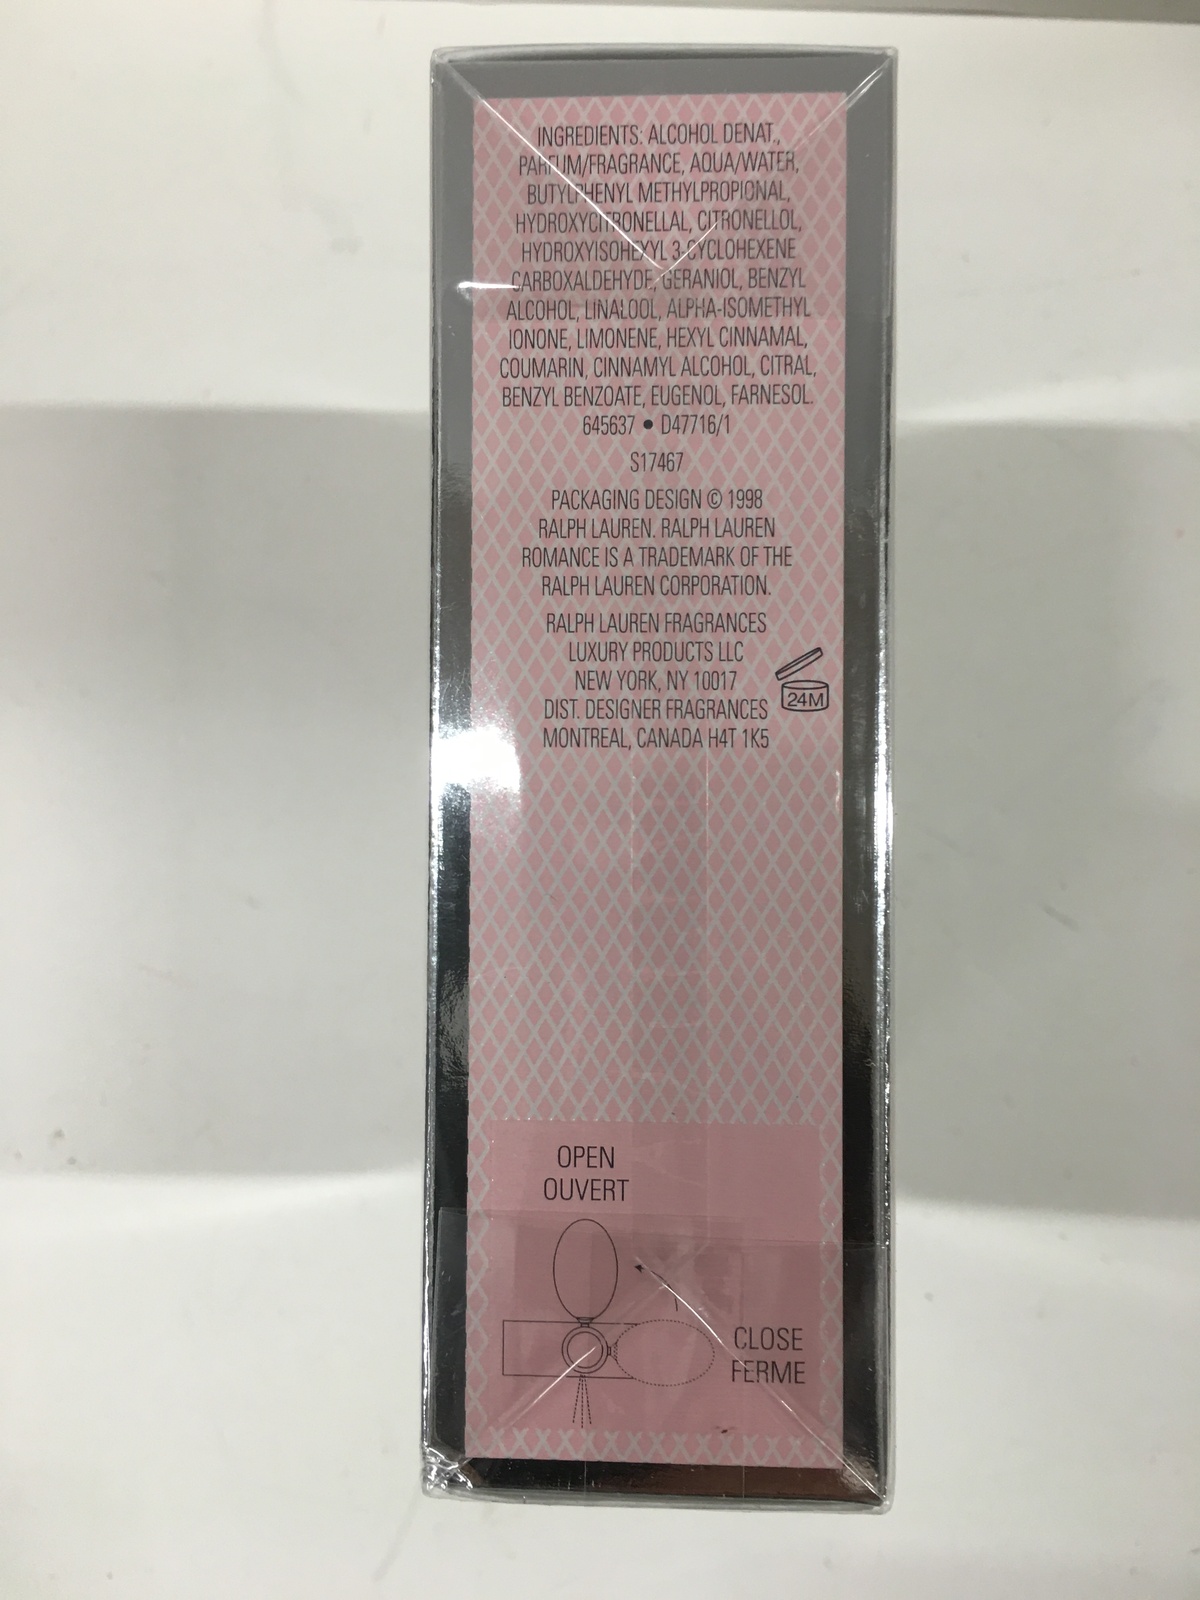 INGREDIENTS: ALCOHOL DENAT.,
PARFUM/FRAGRANCE, AQUA/WATER,
BUTYLPHENYL METHYLPROPIONAL,
HYDROXYCITRONELLAL, CITRONELLOL,
HYDROXYISOHEXYL 3-CYCLOHEXENE
CARBOXALDEHYDE, GERANIOL, BENZYL
ALCOHOL, LINALOOL, ALPHA-ISOMETHYL
IONONE, LIMONENE, HEXYL CINNAMAL,
COUMARIN, CINNAMYL ALCOHOL, CITRAL,
BENZYL BENZOATE, EUGENOL, FARNESOL.
645637 • D47716/1
S17467
PACKAGING DESIGN © 1998
RALPH LAUREN. RALPH LAUREN
ROMANCE IS A TRADEMARK OF THE
RALPH LAUREN CORPORATION.
RALPH LAUREN FRAGRANCES
LUXURY PRODUCTS LLC
NEW YORK, NY 10017
DIST. DESIGNER FRAGRANCES
MONTREAL, CANADA H4T 1K5
24M
OPEN
OUVERT
CLOSE
FERME